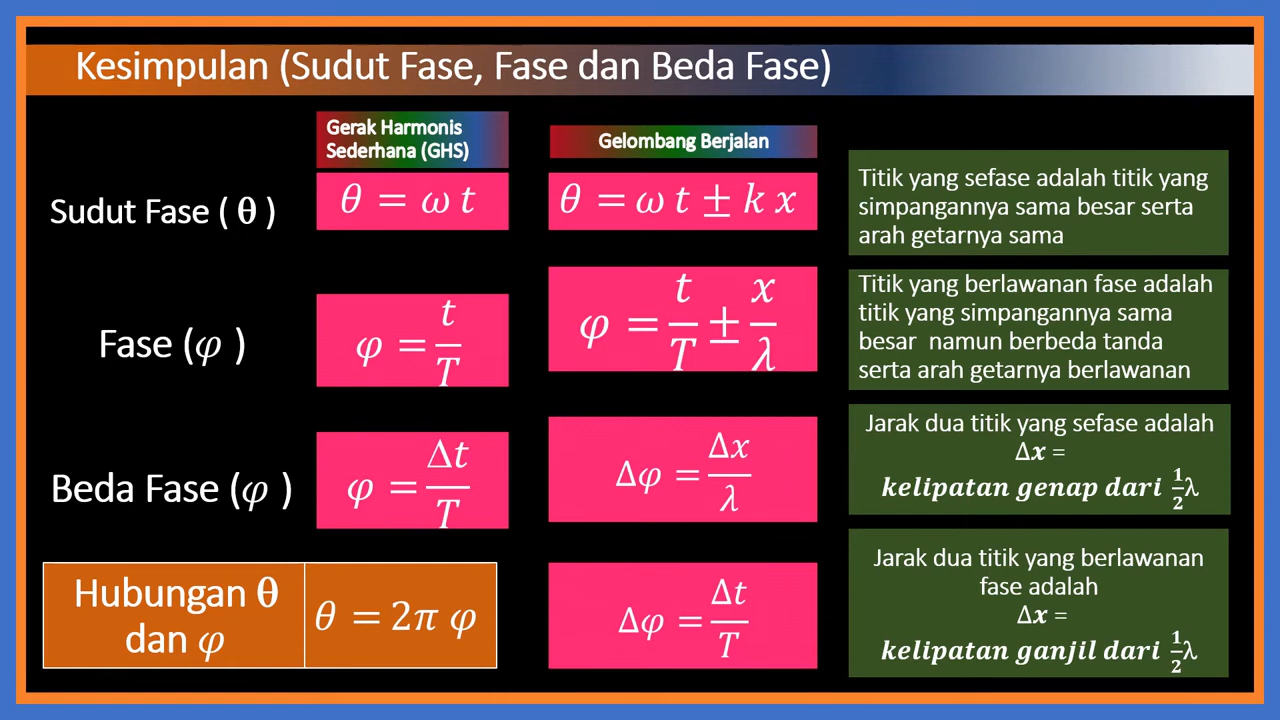 Kesimpulan (Sudut Fase, Fase dan Beda Fase)
Gerak Harmonis
Sederhana (GHS)
Gelombang Berjalan
Sudut Fase ( θ )
θ = ω t
θ = ω t ± k x
Fase (φ )
φ = t/T
φ = t/T ± x/λ
Beda Fase (φ )
φ = Δt/T
Δφ = Δx/λ
Hubungan θ
dan φ
θ = 2π φ
Δφ = Δt/T
Titik yang sefase adalah titik yang
simpangannya sama besar serta
arah getarnya sama
Titik yang berlawanan fase adalah
titik yang simpangannya sama
besar namun berbeda tanda
serta arah getarnya berlawanan
Jarak dua titik yang sefase adalah
Δx =
kelipatan genap dari 1/2 λ
Jarak dua titik yang berlawanan
fase adalah
Δx =
kelipatan ganjil dari 1/2 λ